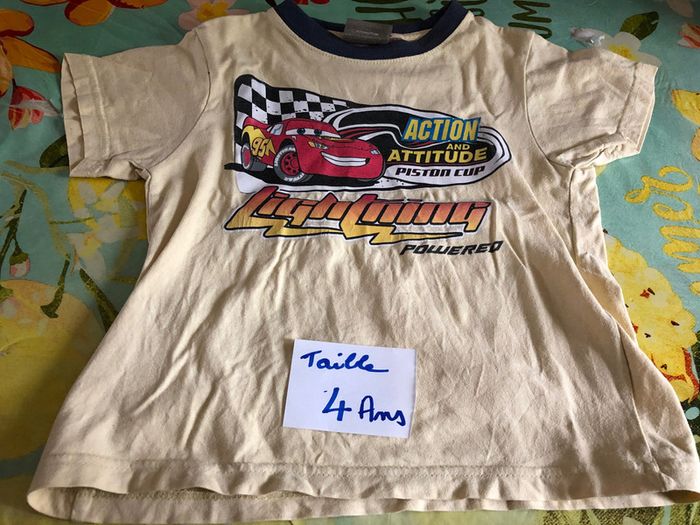 95
ACTION
AND
ATTITUDE
PISTON CUP
Lightning
POWERED
Taille
4 Ans